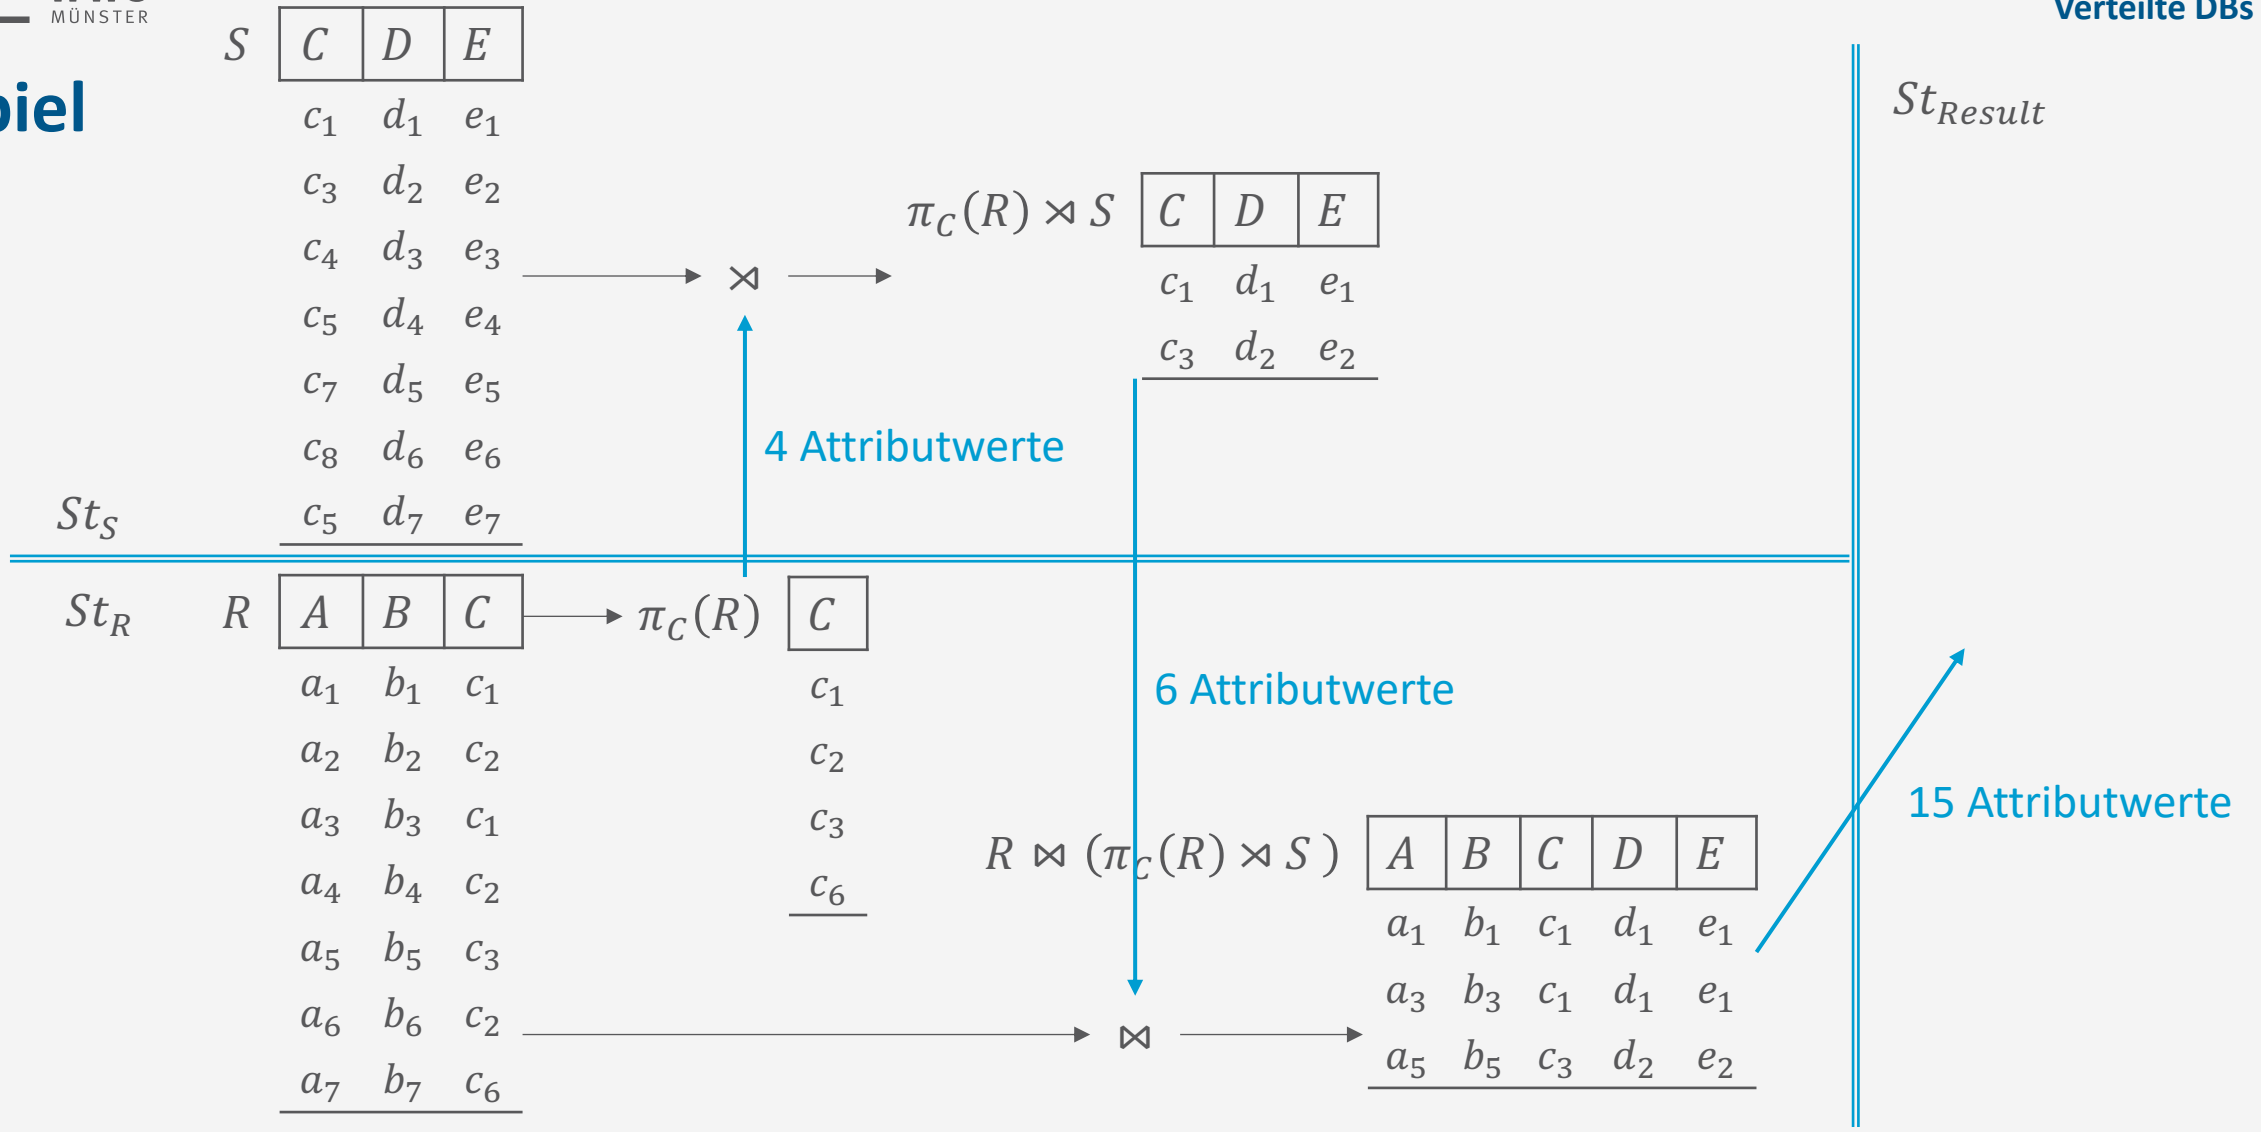 MÜNSTER
Verteilte DBs
piel
S C D E
c₁ d₁ e₁
c₃ d₂ e₂
c₄ d₃ e₃
c₅ d₄ e₄
c₇ d₅ e₅
c₈ d₆ e₆
c₅ d₇ e₇
St_S
⋊
π_C(R) ⋊ S C D E
c₁ d₁ e₁
c₃ d₂ e₂
St_Result
4 Attributwerte
St_R
R A B C
a₁ b₁ c₁
a₂ b₂ c₂
a₃ b₃ c₁
a₄ b₄ c₂
a₅ b₅ c₃
a₆ b₆ c₂
a₇ b₇ c₆
π_C(R) C
c₁
c₂
c₃
c₆
6 Attributwerte
⋈
R ⋈ (π_C(R) ⋊ S ) A B C D E
a₁ b₁ c₁ d₁ e₁
a₃ b₃ c₁ d₁ e₁
a₅ b₅ c₃ d₂ e₂
15 Attributwerte